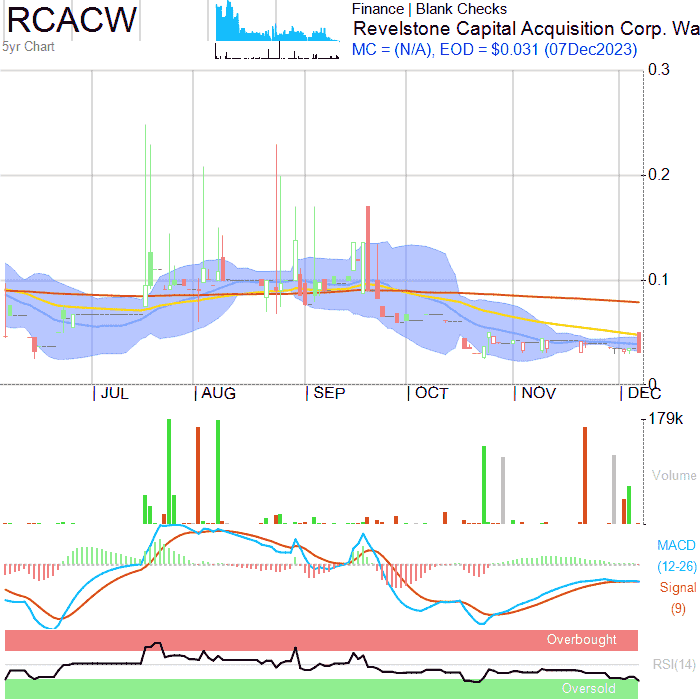 RCACW
Finance | Blank Checks
Revelstone Capital Acquisition Corp. Wa
5yr Chart
MC = (N/A), EOD = $0.031 (07Dec2023)
0.3
0.2
0.1
0
JUL AUG SEP OCT NOV DEC
179k
Volume
MACD
(12-26)
Signal
(9)
Overbought
RSI(14)
Oversold